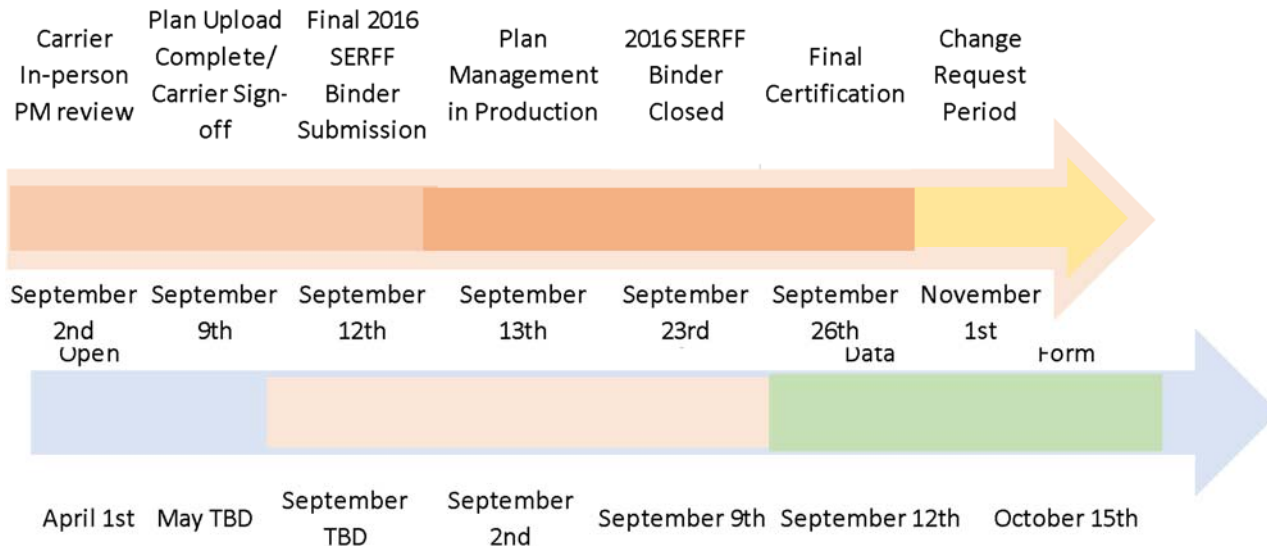 Carrier
In-person
PM review
Plan Upload
Complete/
Carrier Sign-
off
Final 2016
SERFF
Binder
Submission
Plan
Management
in Production
2016 SERFF
Binder
Closed
Final
Certification
Change
Request
Period
September
2nd
September
9th
September
12th
September
13th
September
23rd
September
26th
November
1st
Open
Data
Form
April 1st
May TBD
September
TBD
September
2nd
September 9th
September 12th
October 15th